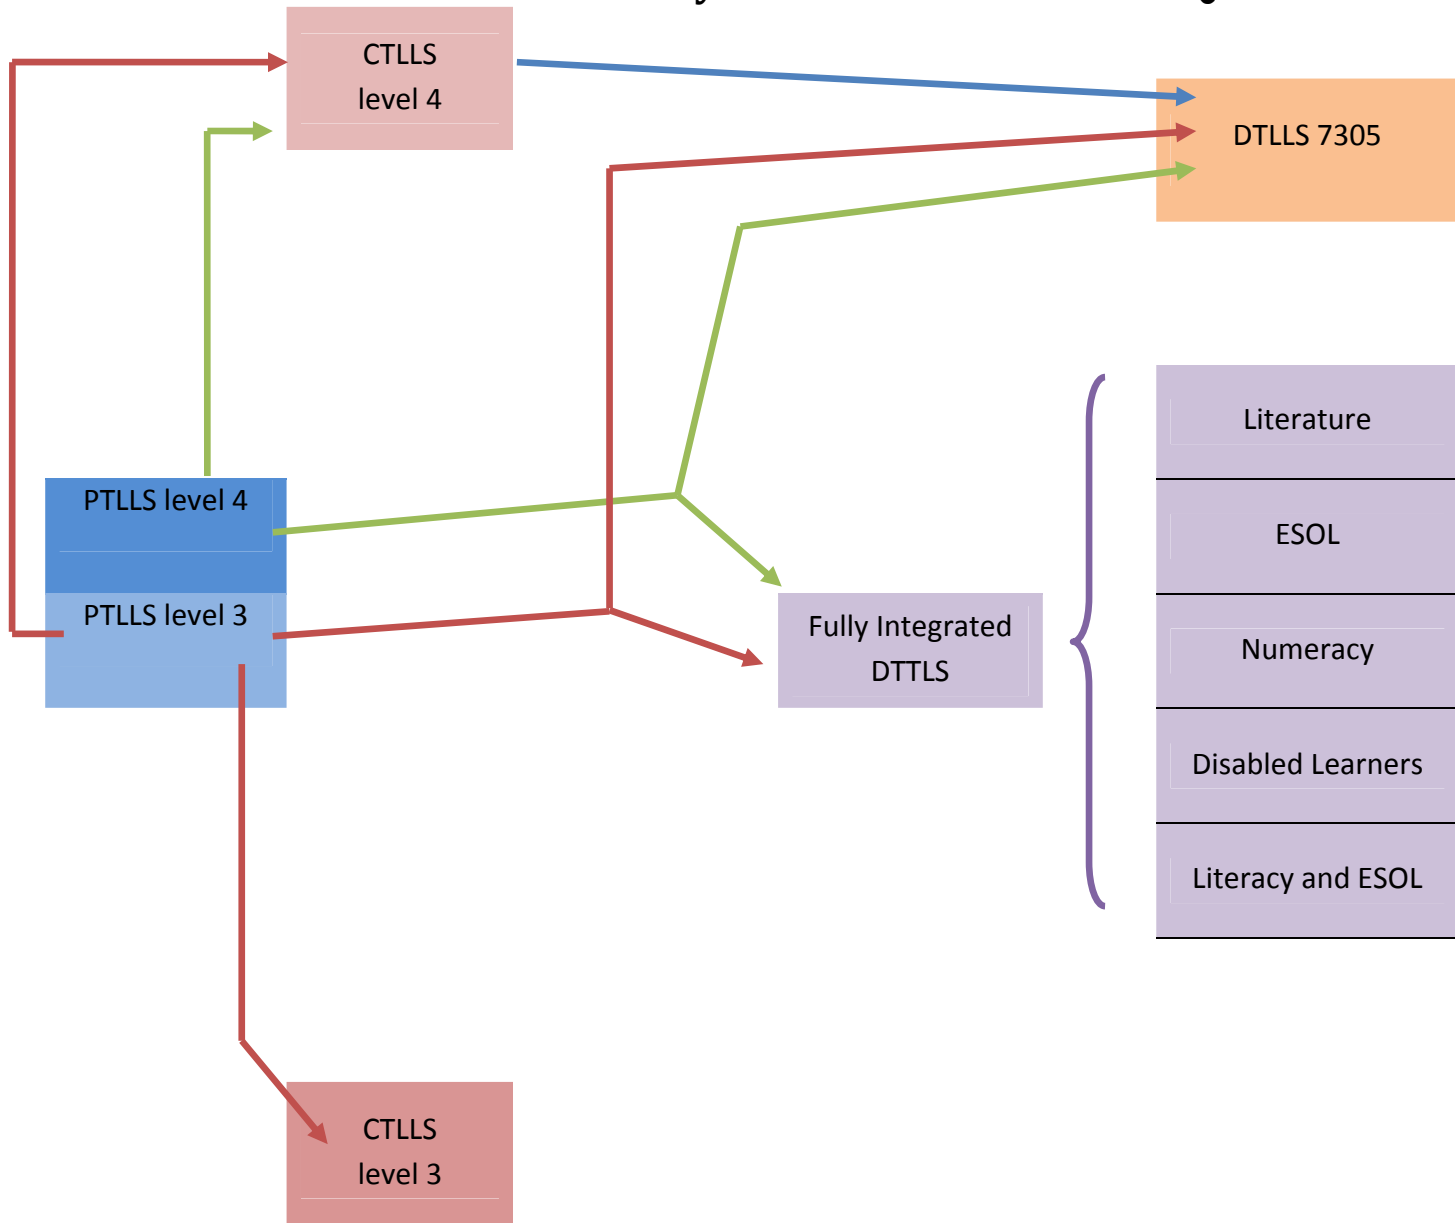 CTLLS
level 4
DTLLS 7305
Literature
PTLLS level 4
ESOL
PTLLS level 3
Fully Integrated
DTTLS
Numeracy
Disabled Learners
Literacy and ESOL
CTLLS
level 3